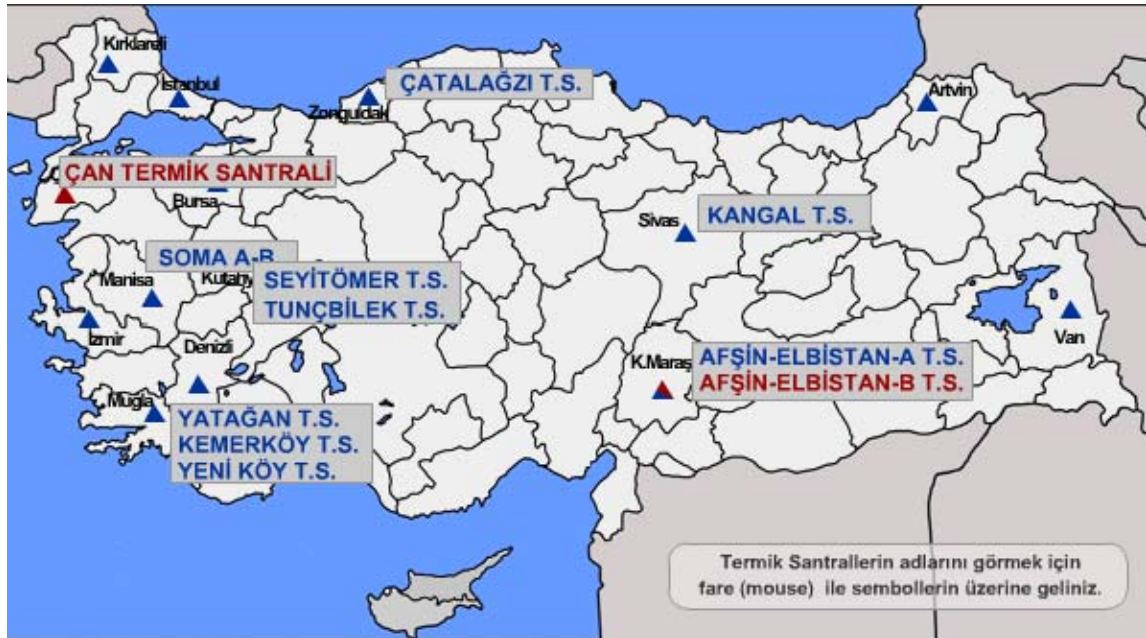 Kırklareli
İstanbul
Zonguldak
ÇATALAĞZI T.S.
Artvin
ÇAN TERMİK SANTRALİ
Bursa
Sivas
KANGAL T.S.
SOMA A-B
Manisa
SEYİTÖMER T.S.
TUNÇBİLEK T.S.
İzmir
Denizli
Van
K.Maraş
AFŞİN-ELBİSTAN-A T.S.
AFŞİN-ELBİSTAN-B T.S.
Muğla
YATAĞAN T.S.
KEMERKÖY T.S.
YENİ KÖY T.S.
Termik Santrallerin adlarını görmek için
fare (mouse) ile sembollerin üzerine geliniz.